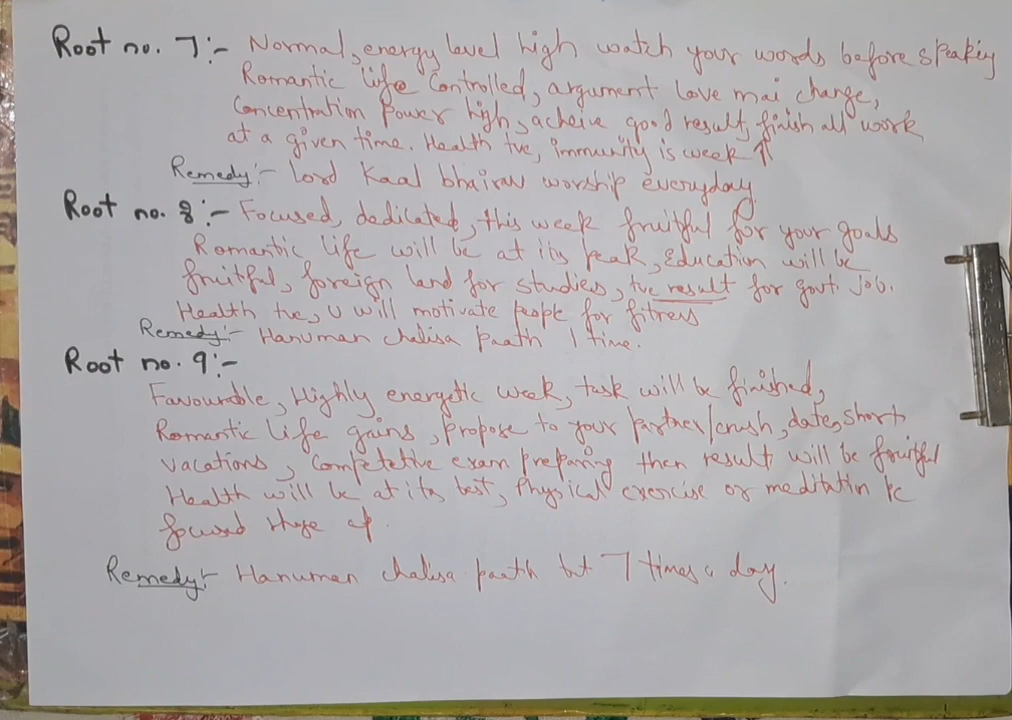 Root no. 7:- Normal, energy level high watch your words before speaking
Romantic life controlled, argument love mai change,
Concentration power high, acheive good result, finish all work
at a given time. Health +ve, immunity is week ↑
Remedy:- Lord Kaal bhairav worship everyday.
Root no. 8:- Focused, dedicated, this week fruitful for your goals
Romantic life will be at its peak, Education will be
fruitful, foreign land for studies, +ve result for govt. job.
Health +ve, U will motivate people for fitness
Remedy:- Hanuman chalisa paath 1 time.
Root no. 9:-
Favourable, Highly energetic week, task will be finished,
Romantic life gains, propose to your partner/crush, date, short
vacations, Competetive exam preparing then result will be fruitful
Health will be at its best, Physical exercise or meditation pe
focused
Remedy:- Hanuman chalisa paath but 7 times a day.